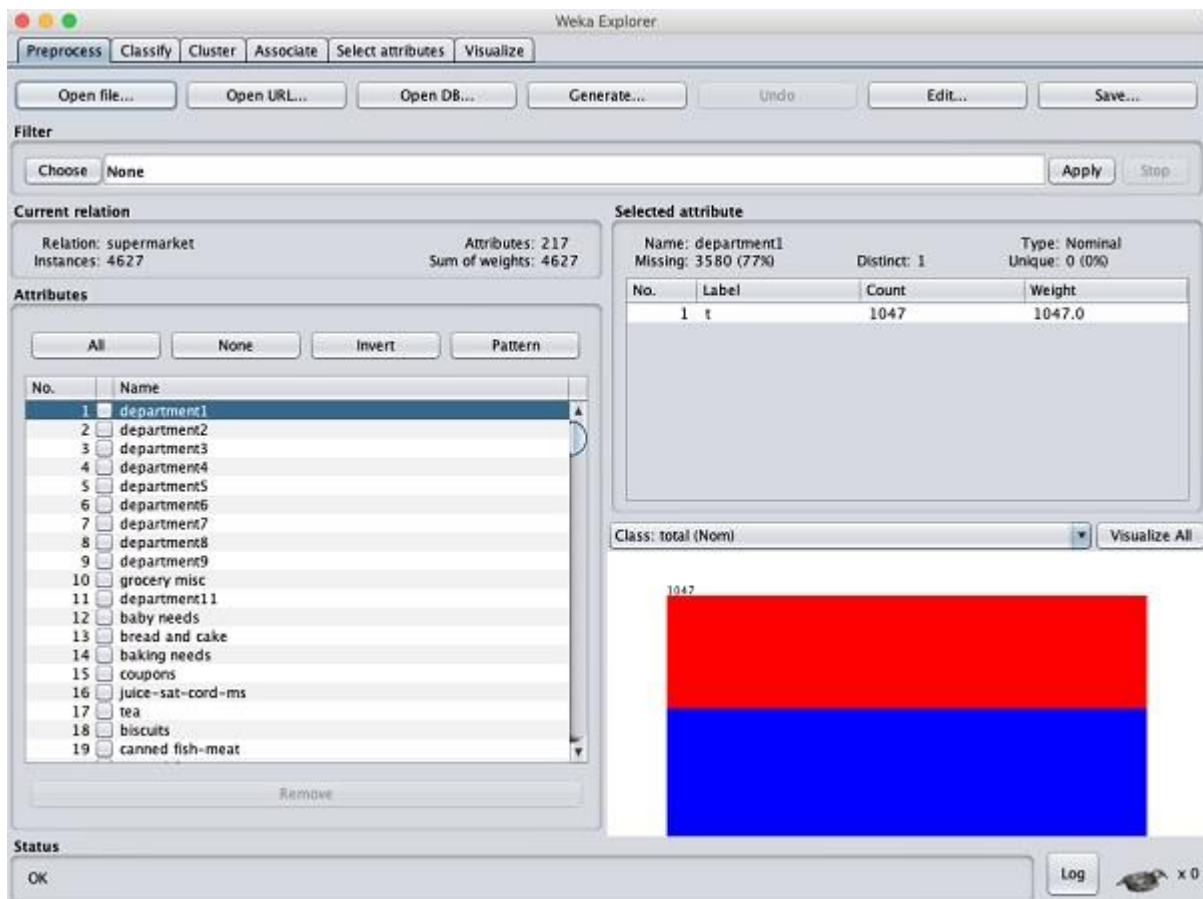 Weka Explorer
Preprocess Classify Cluster Associate Select attributes Visualize
Open file... Open URL... Open DB... Generate... Undo Edit... Save...
Filter
Choose None Apply Stop
Current relation
Relation: supermarket Attributes: 217
Instances: 4627 Sum of weights: 4627
Attributes
All None Invert Pattern
No. Name
1 department1
2 department2
3 department3
4 department4
5 department5
6 department6
7 department7
8 department8
9 department9
10 grocery misc
11 department11
12 baby needs
13 bread and cake
14 baking needs
15 coupons
16 juice-sat-cord-ms
17 tea
18 biscuits
19 canned fish-meat
Remove
Selected attribute
Name: department1 Type: Nominal
Missing: 3580 (77%) Distinct: 1 Unique: 0 (0%)
No. Label Count Weight
1 t 1047 1047.0
Class: total (Nom) Visualize All
1047
Status
OK Log x 0